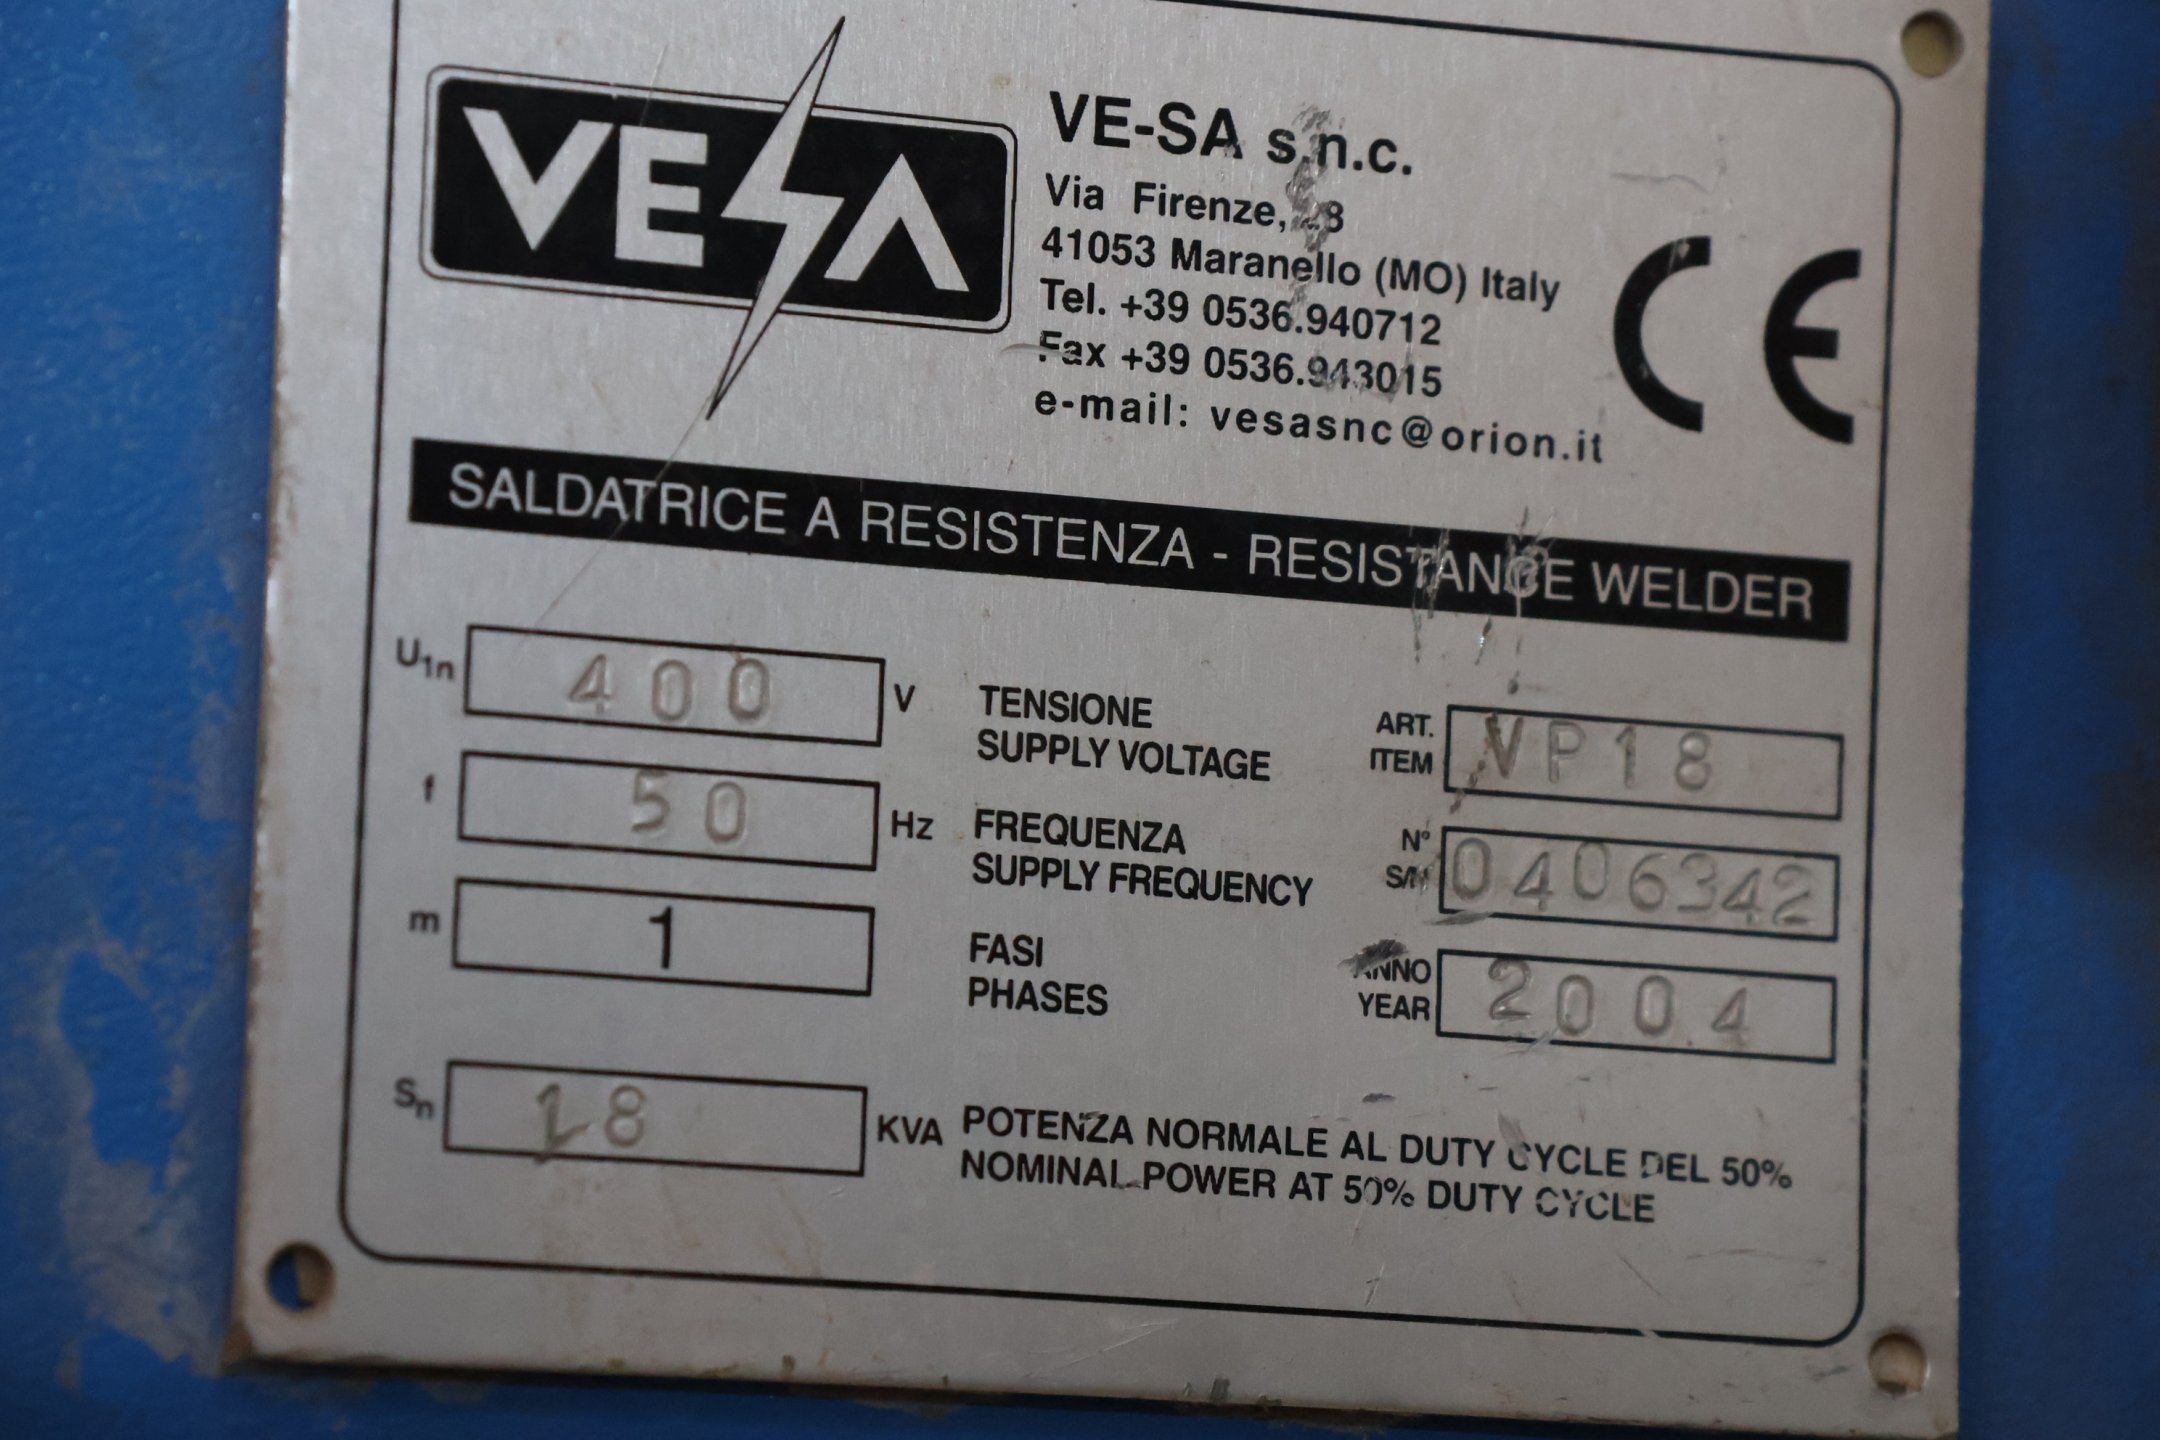 VESA
VE-SA s.n.c.
Via Firenze, 28
41053 Maranello (MO) Italy
Tel. +39 0536.940712
Fax +39 0536.943015
e-mail: vesasnc@orion.it
CE
SALDATRICE A RESISTENZA - RESISTANCE WELDER
U1n 400 V TENSIONE
SUPPLY VOLTAGE
ART.
ITEM VP18
f 50 Hz FREQUENZA
SUPPLY FREQUENCY
N°
S/N 0406342
m 1 FASI
PHASES
ANNO
YEAR 2004
Sn 18 KVA POTENZA NORMALE AL DUTY CYCLE DEL 50%
NOMINAL POWER AT 50% DUTY CYCLE